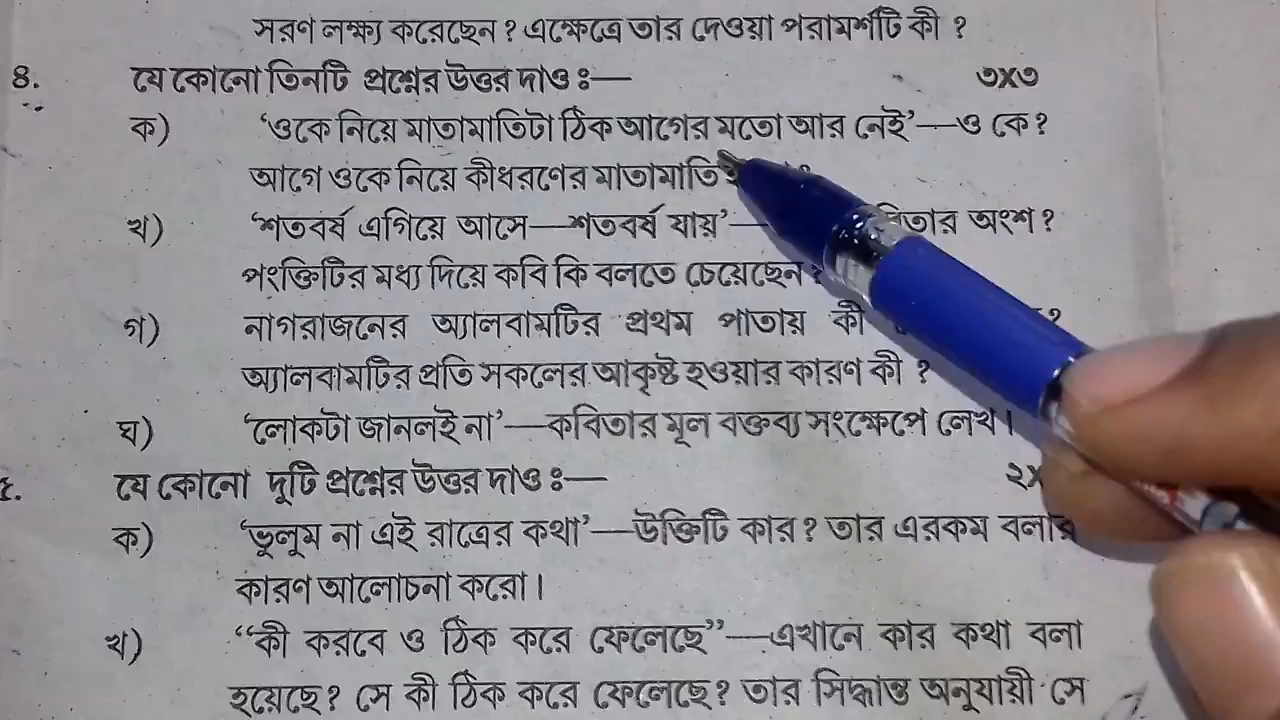 সরণ লক্ষ্য করেছেন ? এক্ষেত্রে তার দেওয়া পরামর্শটি কী ?
৪. যে কোনো তিনটি প্রশ্নের উত্তর দাও ঃ— ৩X৩
ক) ‘ওকে নিয়ে মাতামাতিটা ঠিক আগের মতো আর নেই’—ও কে ?
আগে ওকে নিয়ে কীধরণের মাতামাতি
খ) ‘শতবর্ষ এগিয়ে আসে—শতবর্ষ যায়’— অংশ ?
পংক্তিটির মধ্য দিয়ে কবি কি বলতে চেয়েছেন ?
গ) নাগরাজনের অ্যালবামটির প্রথম পাতায় কী ?
অ্যালবামটির প্রতি সকলের আকৃষ্ট হওয়ার কারণ কী ?
ঘ) ‘লোকটা জানলই না’—কবিতার মূল বক্তব্য সংক্ষেপে লেখ ।
৫. যে কোনো দুটি প্রশ্নের উত্তর দাও ঃ— ২X
ক) ‘ভুলুম না এই রাত্রের কথা’—উক্তিটি কার ? তার এরকম বলার
কারণ আলোচনা করো ।
খ) “কী করবে ও ঠিক করে ফেলেছে”—এখানে কার কথা বলা
হয়েছে ? সে কী ঠিক করে ফেলেছে ? তার সিদ্ধান্ত অনুযায়ী সে